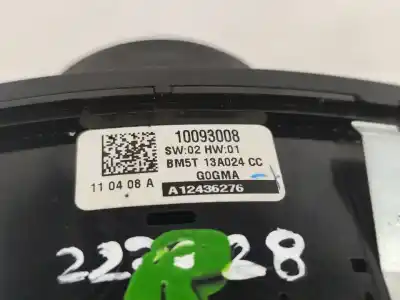 10093008
SW:02 HW:01
BM5T 13A024 CC
G0GMA
11 04 08 A
A12436276